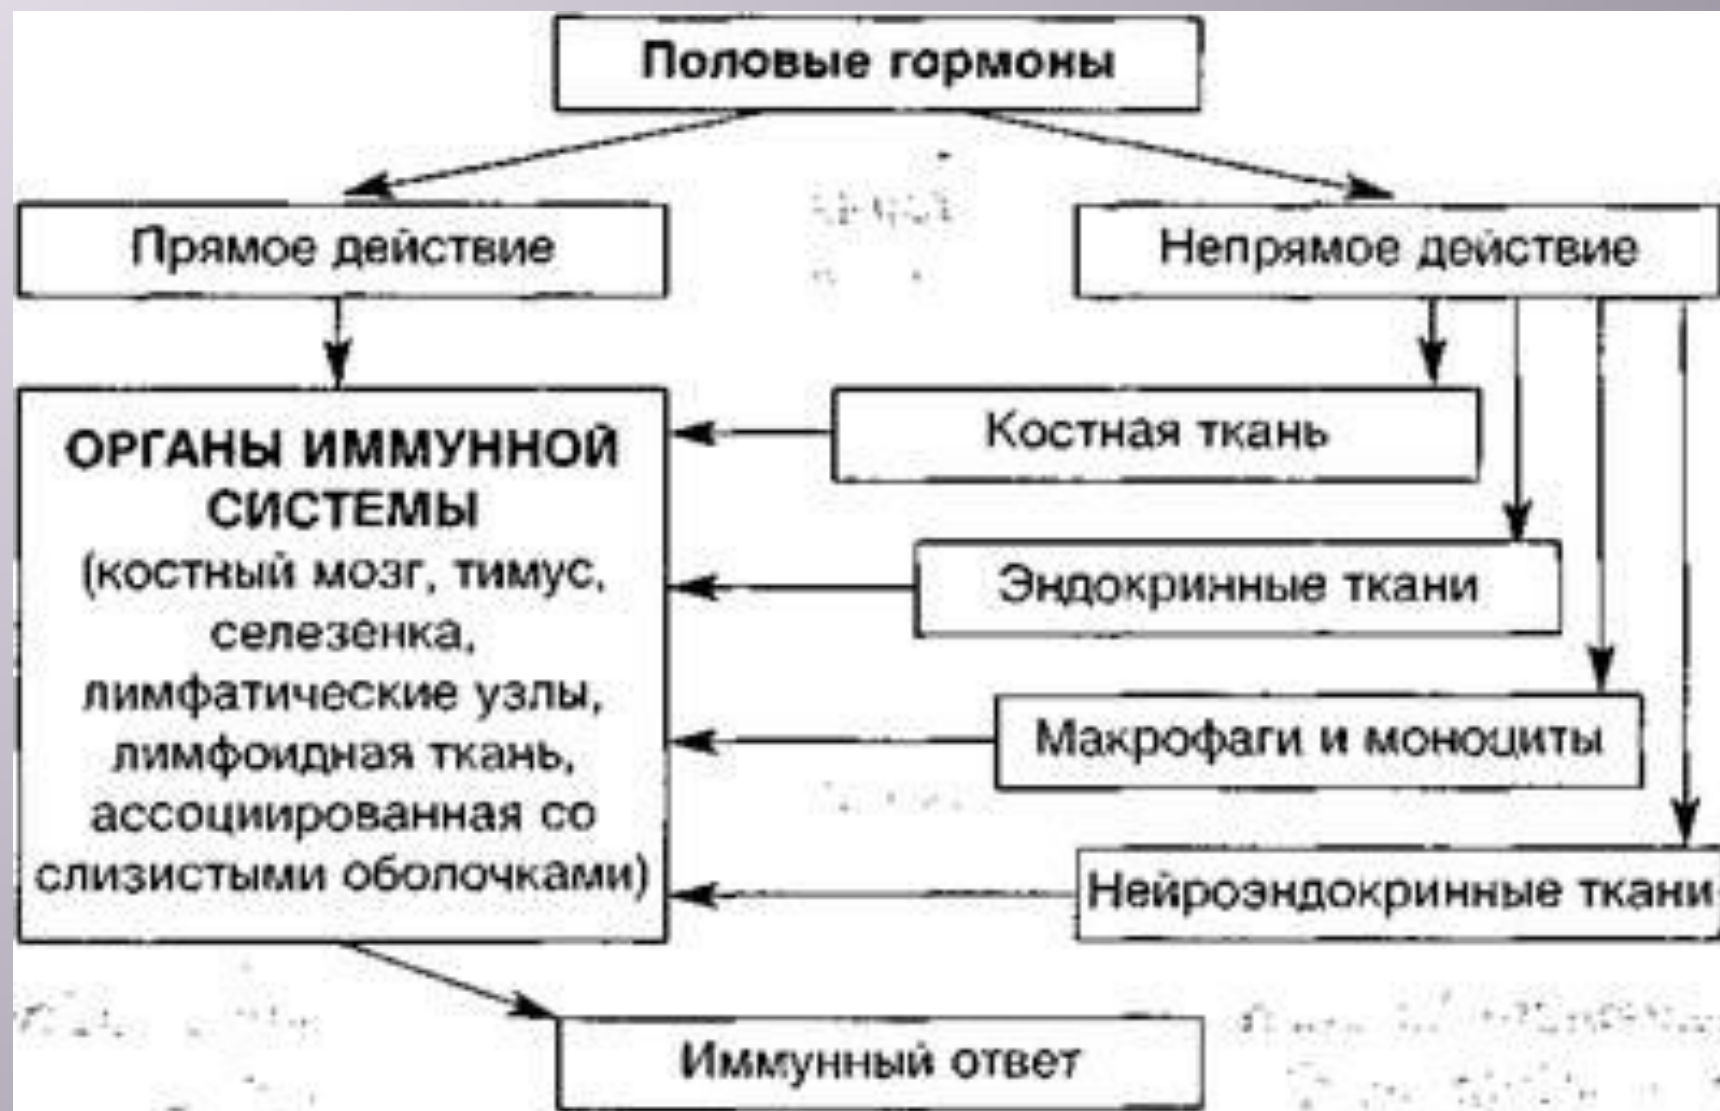 Половые гормоны
Прямое действие
Непрямое действие
ОРГАНЫ ИММУННОЙ
СИСТЕМЫ
(костный мозг, тимус,
селезенка,
лимфатические узлы,
лимфоидная ткань,
ассоциированная со
слизистыми оболочками)
Костная ткань
Эндокринные ткани
Макрофаги и моноциты
Нейроэндокринные ткани
Иммунный ответ